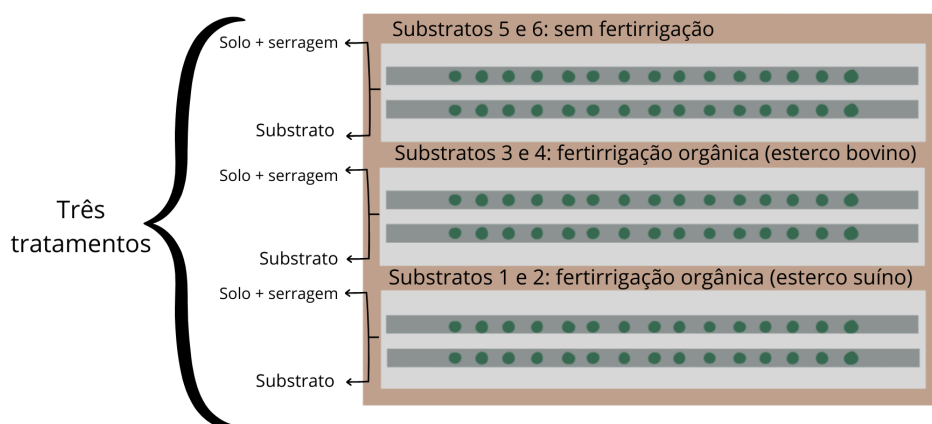 Substratos 5 e 6: sem fertirrigação
Solo + serragem
Substrato
Substratos 3 e 4: fertirrigação orgânica (esterco bovino)
Solo + serragem
Três
tratamentos
Substrato
Substratos 1 e 2: fertirrigação orgânica (esterco suíno)
Solo + serragem
Substrato